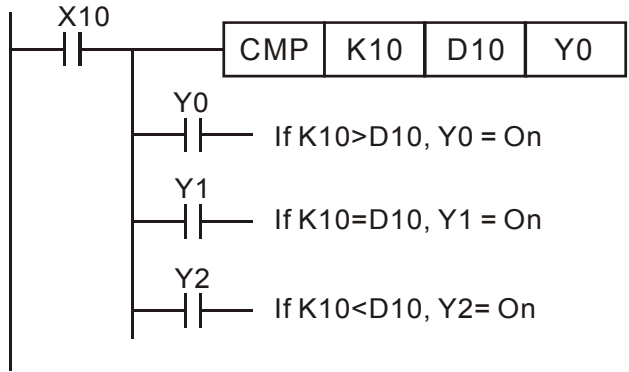 X10
CMP K10 D10 Y0
Y0
If K10>D10, Y0 = On
Y1
If K10=D10, Y1 = On
Y2
If K10<D10, Y2= On